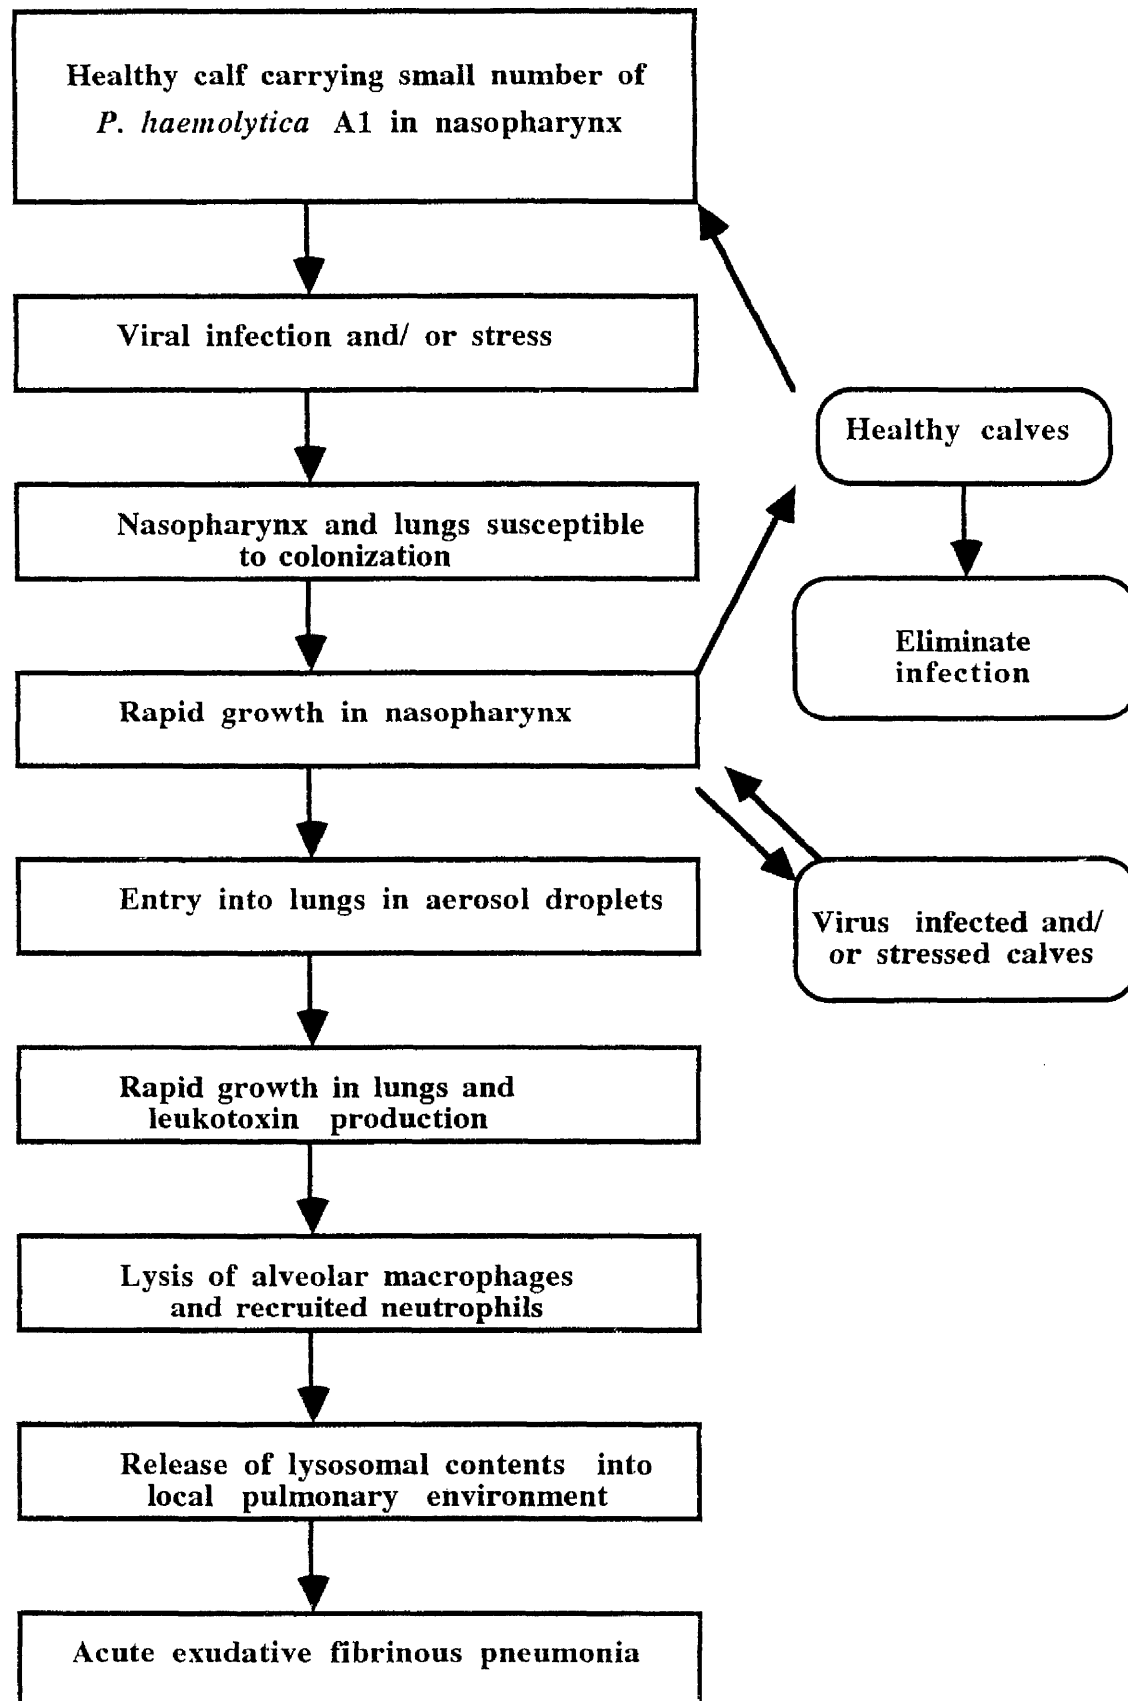 Healthy calf carrying small number of
P. haemolytica A1 in nasopharynx
Viral infection and/ or stress
Healthy calves
Nasopharynx and lungs susceptible
to colonization
Eliminate
infection
Rapid growth in nasopharynx
Entry into lungs in aerosol droplets
Virus infected and/
or stressed calves
Rapid growth in lungs and
leukotoxin production
Lysis of alveolar macrophages
and recruited neutrophils
Release of lysosomal contents into
local pulmonary environment
Acute exudative fibrinous pneumonia